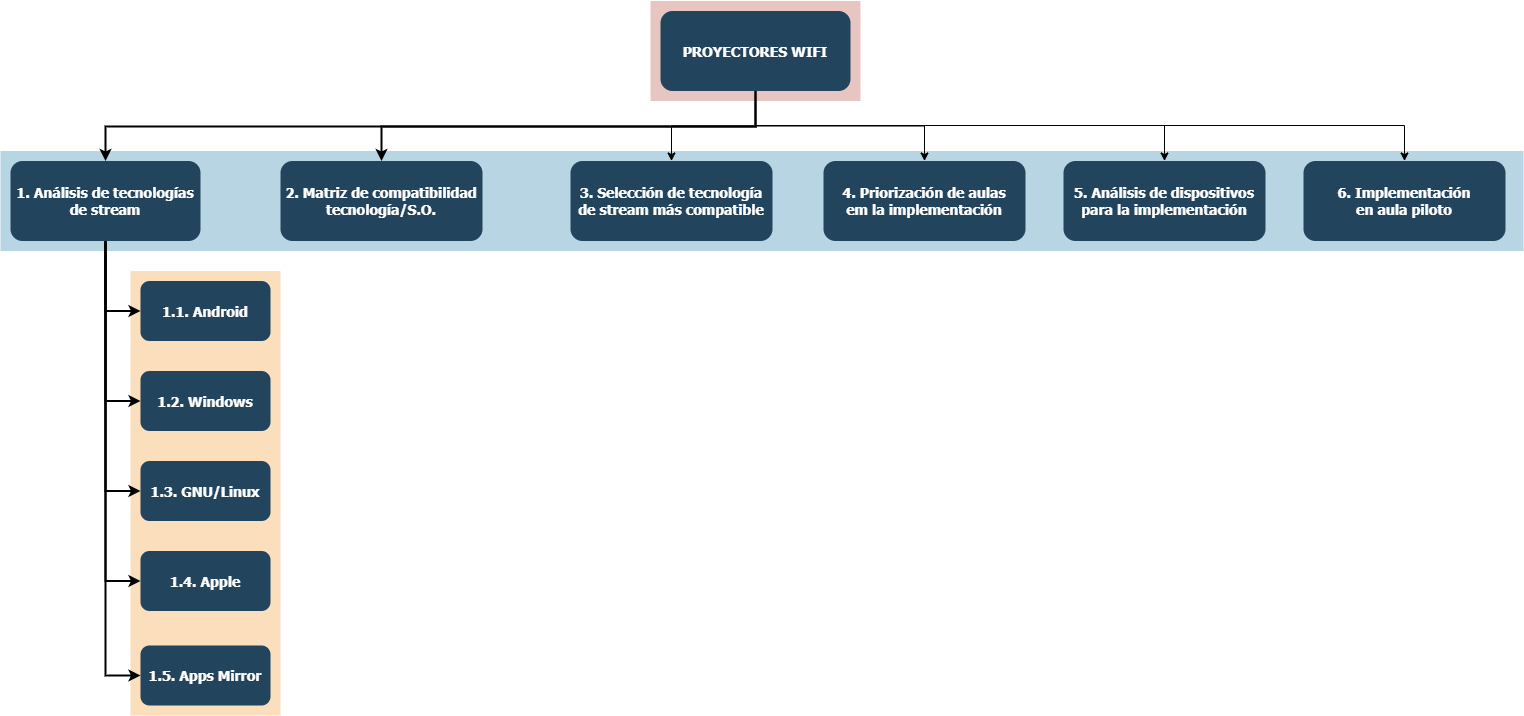 PROYECTORES WIFI
1. Análisis de tecnologías
de stream
2. Matriz de compatibilidad
tecnología/S.O.
3. Selección de tecnología
de stream más compatible
4. Priorización de aulas
em la implementación
5. Análisis de dispositivos
para la implementación
6. Implementación
en aula piloto
1.1. Android
1.2. Windows
1.3. GNU/Linux
1.4. Apple
1.5. Apps Mirror